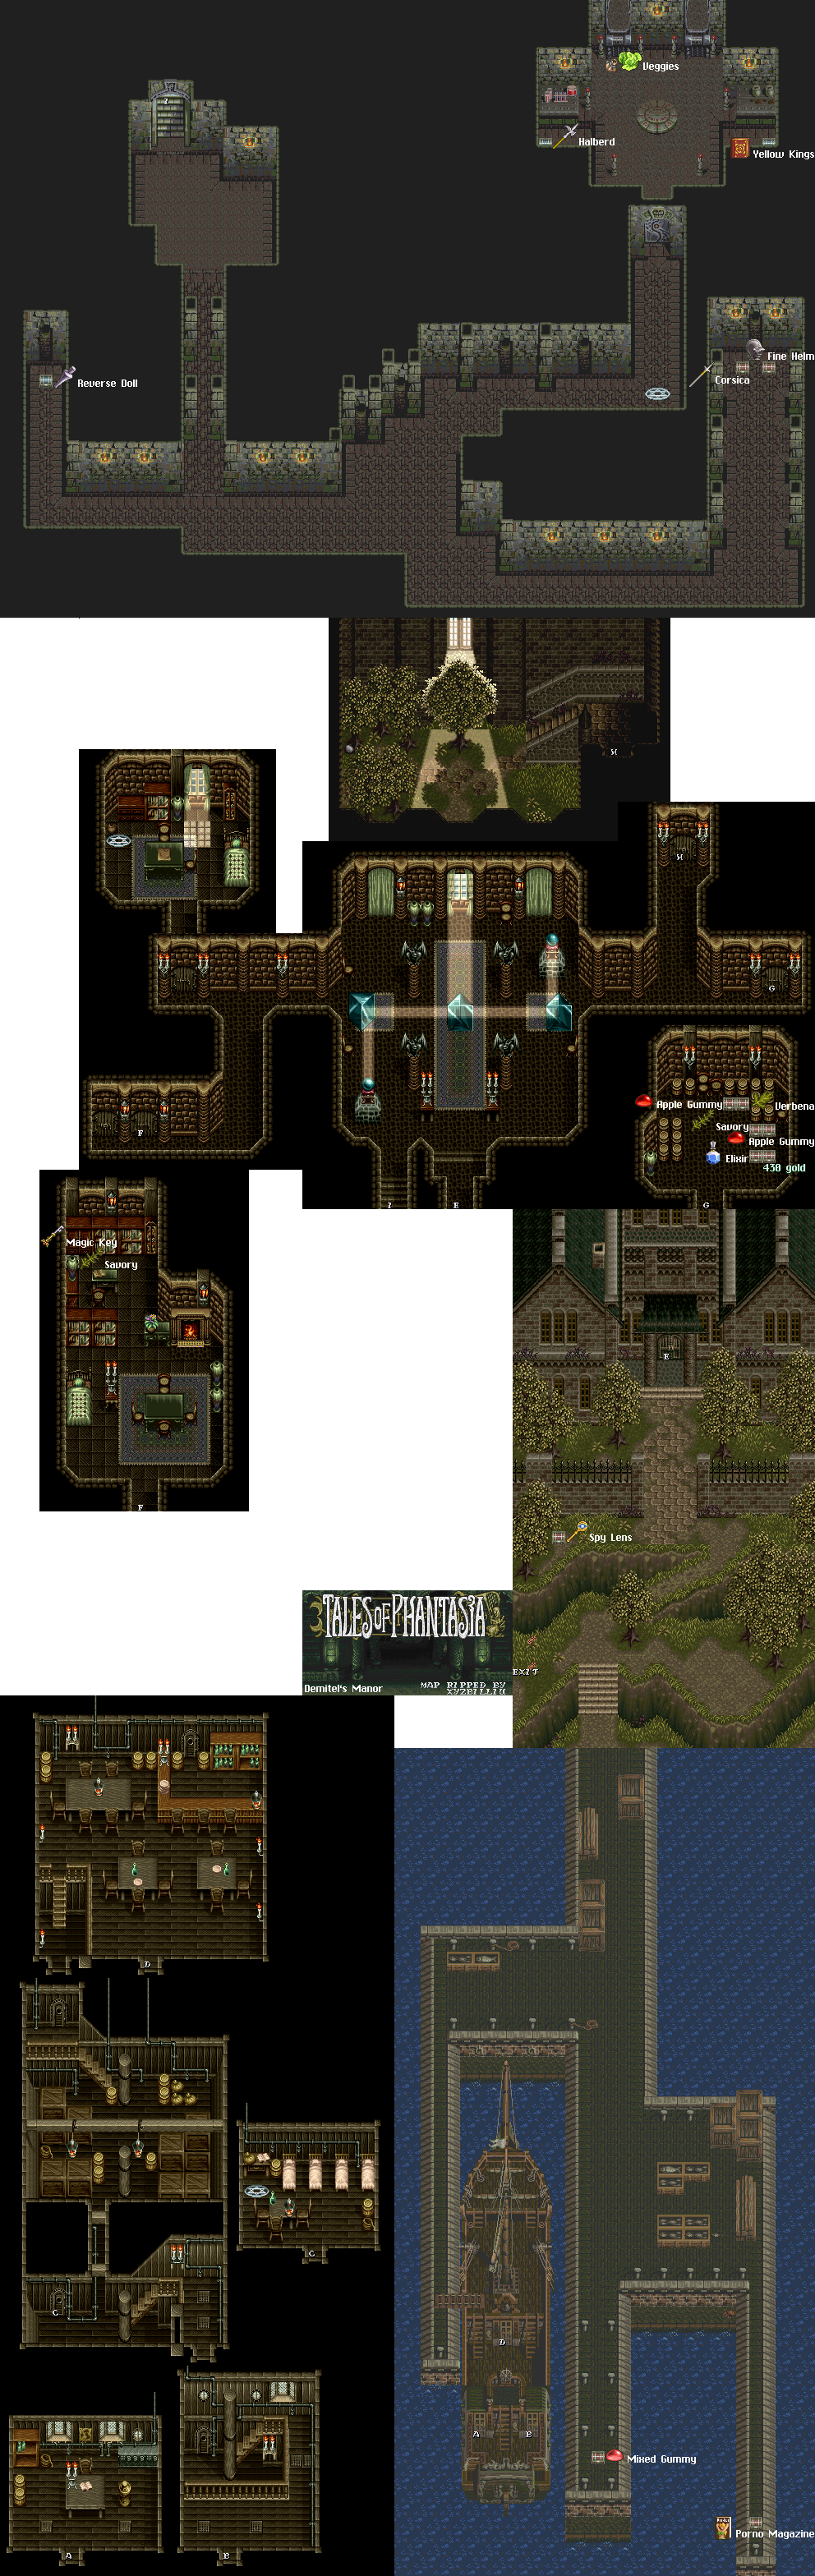 Veggies
?
Halberd
Yellow Kings
Fine Helm
Reverse Doll
Corsica
H
H
G
Apple Gummy
Verbena
Savory
Apple Gummy
F
Elixir
430 gold
?
E
G
Magic Key
Savory
E
F
Spy Lens
TALES OF PHANTASIA
EXIT
Demitel's Manor
MAP RIPPED BY
XYZBILLIU
D
C
C
D
A
B
Mixed Gummy
Porno Magazine
A
B